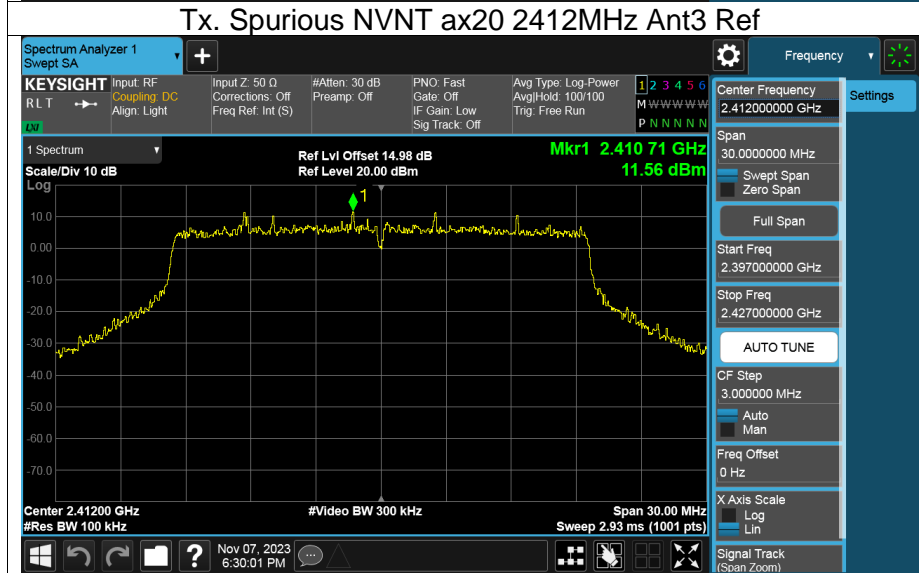 Tx. Spurious NVNT ax20 2412MHz Ant3 Ref
Spectrum Analyzer 1
Swept SA
+
Frequency
KEYSIGHT
RLT
LXI
Input: RF
Coupling: DC
Align: Light
Input Z: 50 Ω
Corrections: Off
Freq Ref: Int (S)
#Atten: 30 dB
Preamp: Off
PNO: Fast
Gate: Off
IF Gain: Low
Sig Track: Off
Avg Type: Log-Power
Avg|Hold: 100/100
Trig: Free Run
1 2 3 4 5 6
M W W W W W
P N N N N N
Center Frequency
2.412000000 GHz
Settings
1 Spectrum
Scale/Div 10 dB
Log
Ref Lvl Offset 14.98 dB
Ref Level 20.00 dBm
Mkr1 2.410 71 GHz
11.56 dBm
Span
30.0000000 MHz
Swept Span
Zero Span
Full Span
Start Freq
2.397000000 GHz
Stop Freq
2.427000000 GHz
AUTO TUNE
CF Step
3.000000 MHz
Auto
Man
Freq Offset
0 Hz
X Axis Scale
Log
Lin
Signal Track
(Span Zoom)
1
10.0
0.00
-10.0
-20.0
-30.0
-40.0
-50.0
-60.0
-70.0
Center 2.41200 GHz
#Res BW 100 kHz
#Video BW 300 kHz
Span 30.00 MHz
Sweep 2.93 ms (1001 pts)
?
Nov 07, 2023
6:30:01 PM